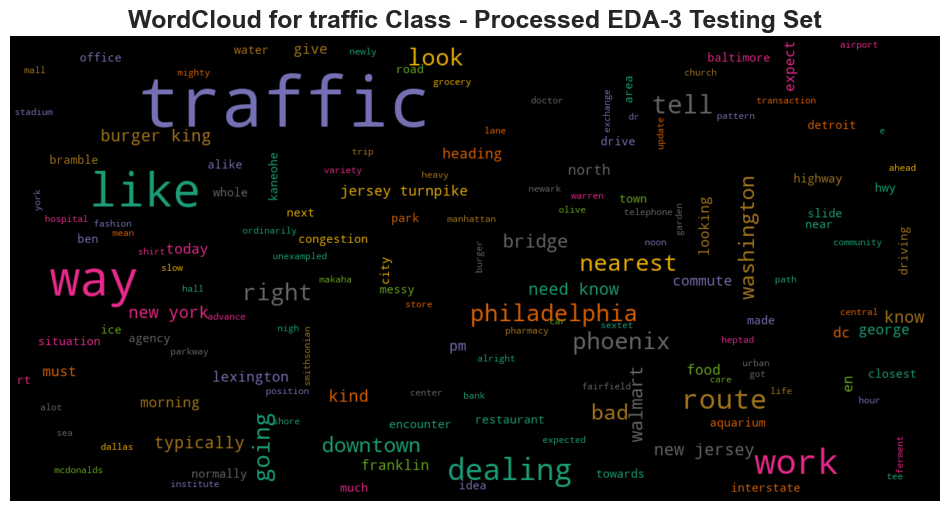 WordCloud for traffic Class - Processed EDA-3 Testing Set
airport
newly
water
give
look
office
road
baltimore
expect
mall
mighty
grocery
church
area
traffic
doctor
exchange
tell
transaction
stadium
dr
pattern
update
detroit
e
lane
burger king
drive
heading
bramble
trip
alike
kaneohe
variety
heavy
north
highway
ahead
like
whole
jersey turnpike
newark
warren
town
washington
hwy
york
hospital
fashion
mean
next
park
manhattan
olive
telephone
garden
looking
slide
near
ben
ordinarily
congestion
bridge
noon
community
driving
shirt
today
unexampled
burger
nearest
slow
city
way
hall
makaha
messy
need know
commute
path
right
store
new york
advance
philadelphia
car
sextet
made
central
know
ice
nigh
pharmacy
dc
george
situation
agency
smithsonian
pm
phoenix
heptad
parkway
alright
urban
must
rt
lexington
position
food
care
got
en
closest
kind
center
bank
fairfield
walmart
life
alot
morning
route
hour
bad
shore
encounter
restaurant
aquarium
sea
dallas
typically
going
downtown
expected
new jersey
work
ferment
mcdonalds
normally
franklin
dealing
towards
tee
institute
much
idea
interstate